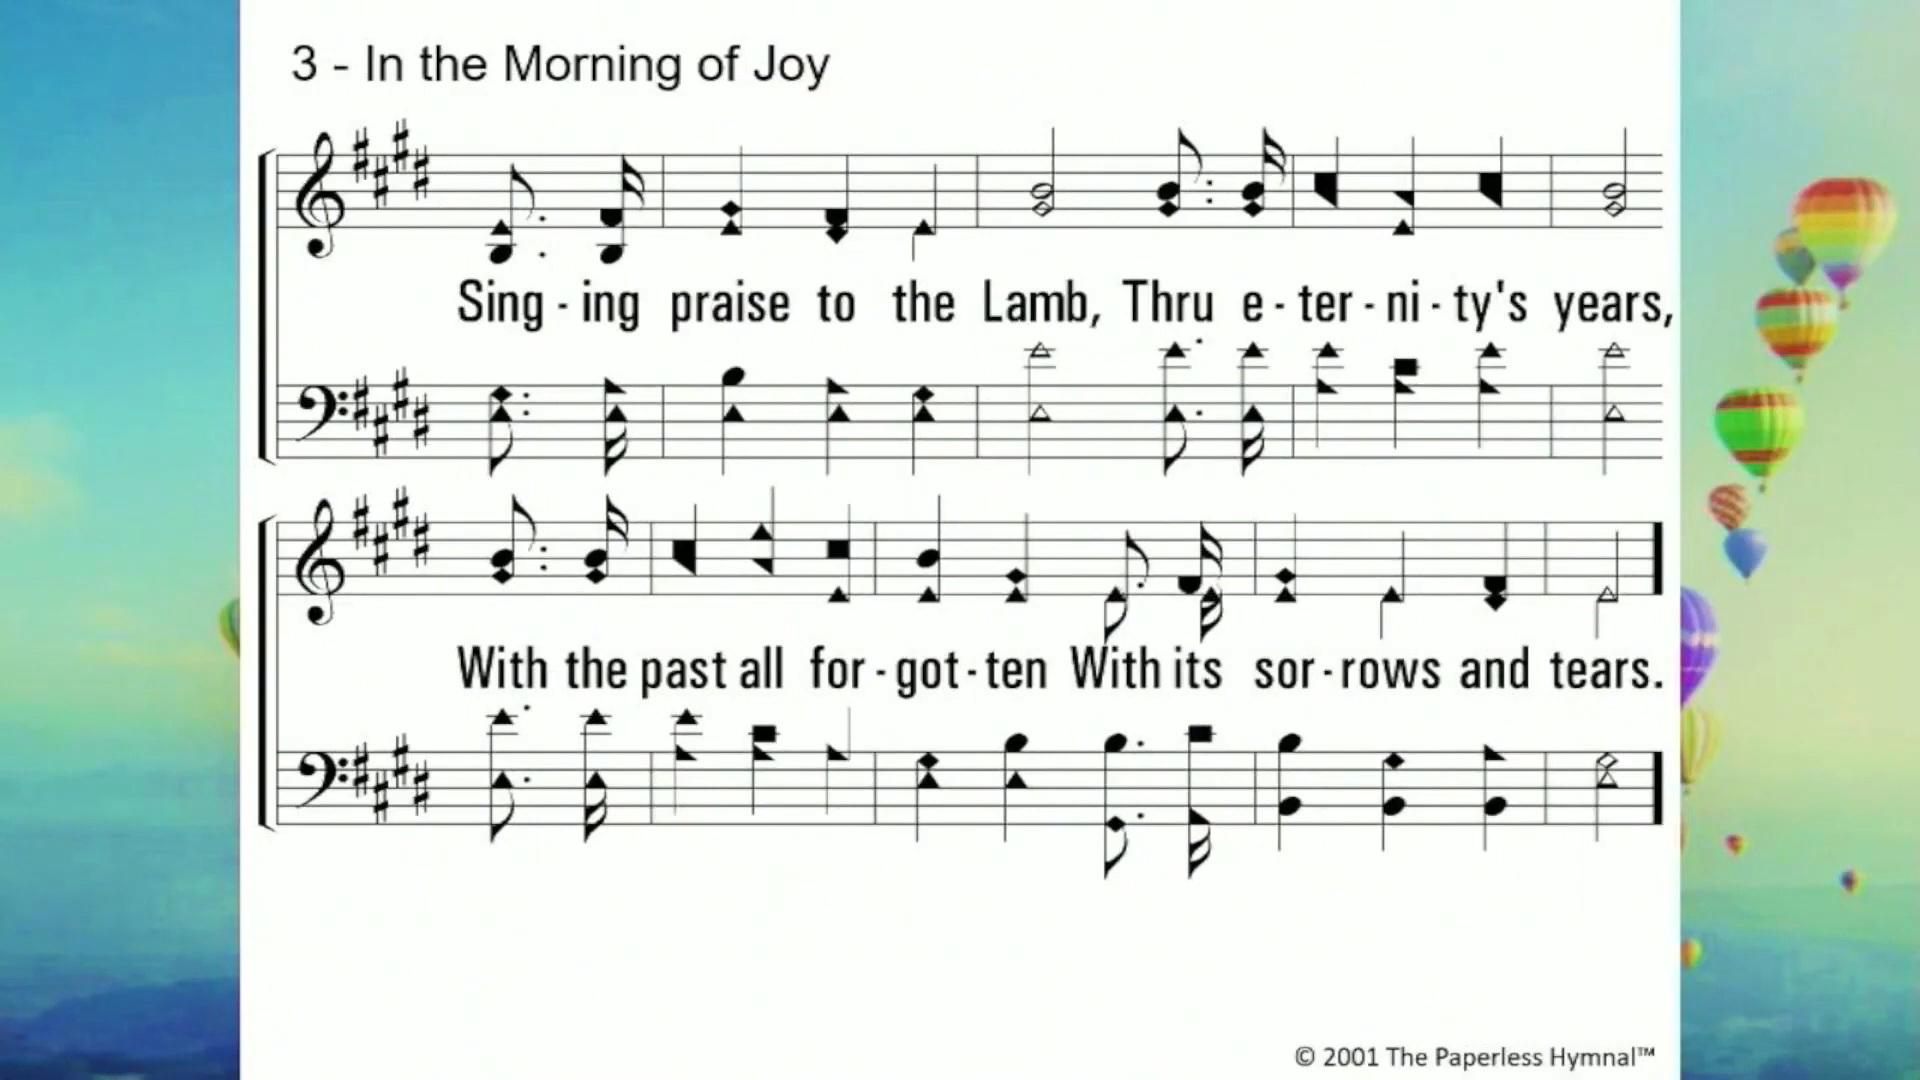 3 - In the Morning of Joy
Sing - ing praise to the Lamb, Thru e - ter - ni - ty's years,
With the past all for - got - ten With its sor - rows and tears.
© 2001 The Paperless Hymnal™